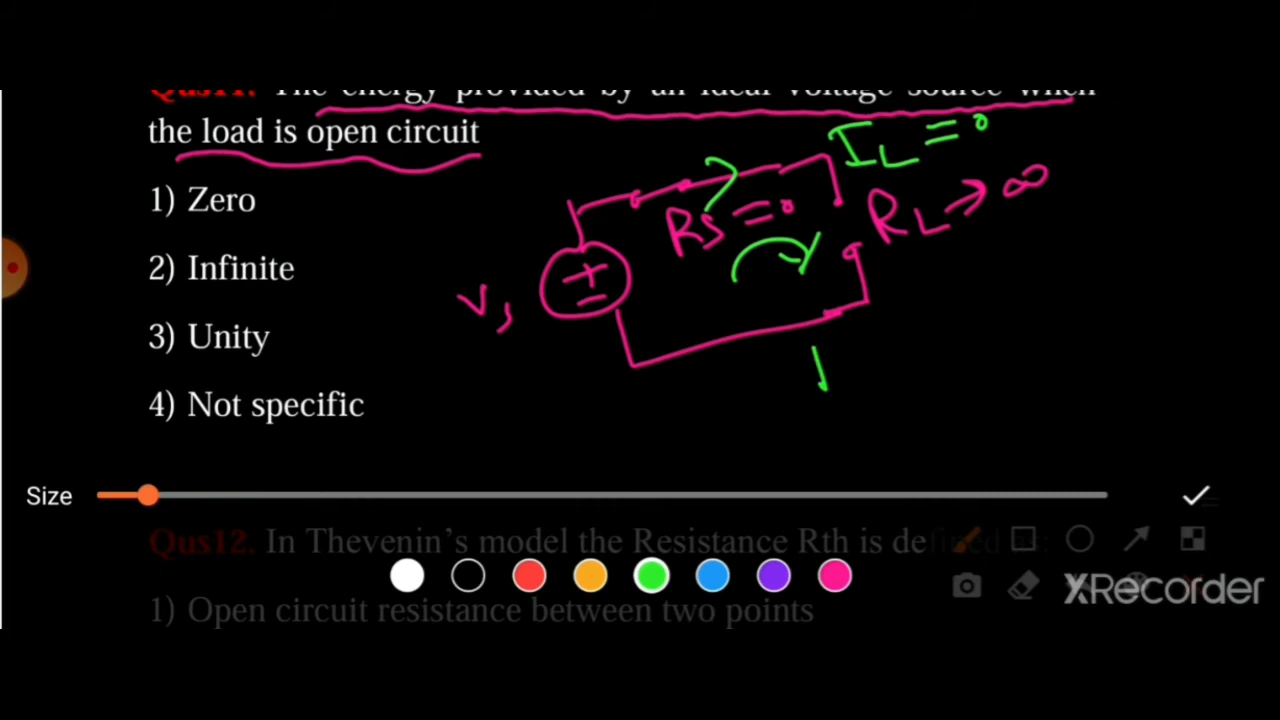 Qus11. The energy provided by an ideal voltage source when
the load is open circuit
IL = 0
1) Zero
Rs = 0
RL → ∞
2) Infinite
Vs
3) Unity
4) Not specific
Size
Qus12. In Thevenin's model the Resistance Rth is defined as:
XRecorder
1) Open circuit resistance between two points